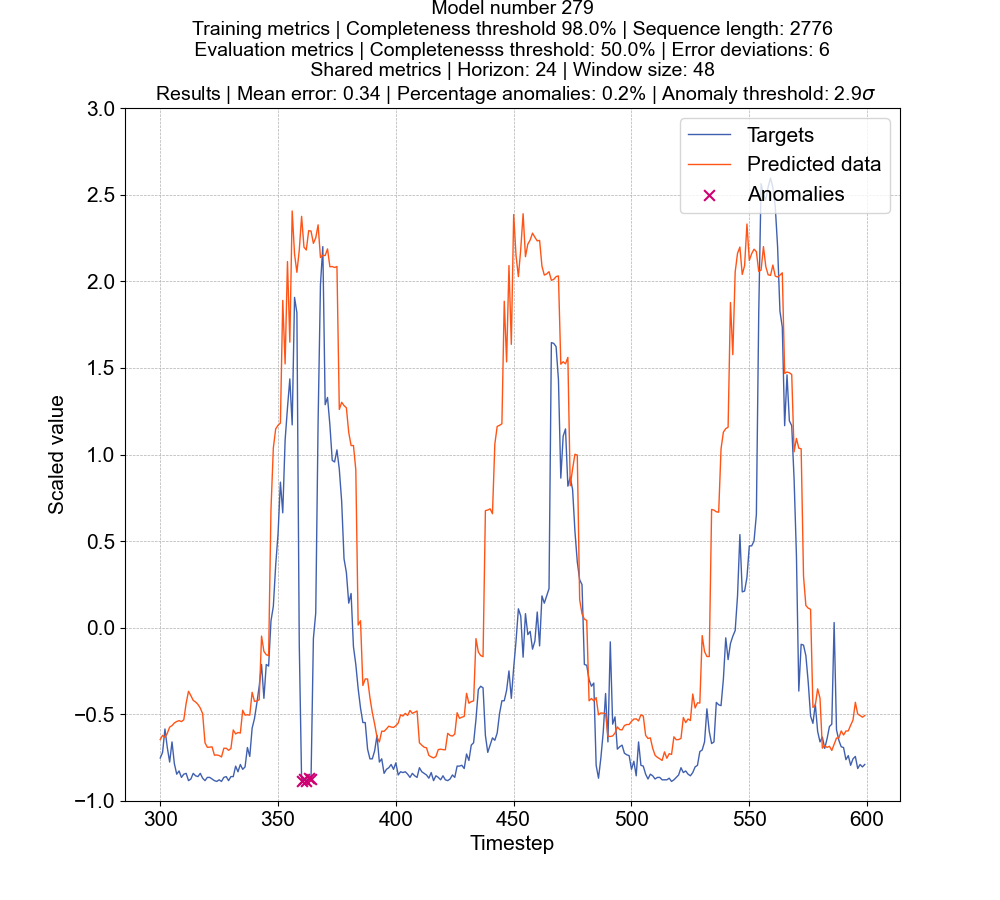 Model number 279
Training metrics | Completeness threshold 98.0% | Sequence length: 2776
Evaluation metrics | Completenesss threshold: 50.0% | Error deviations: 6
Shared metrics | Horizon: 24 | Window size: 48
Results | Mean error: 0.34 | Percentage anomalies: 0.2% | Anomaly threshold: 2.9σ
Targets
Predicted data
Anomalies
3.0
2.5
2.0
1.5
1.0
0.5
0.0
−0.5
−1.0
Scaled value
300
350
400
450
500
550
600
Timestep